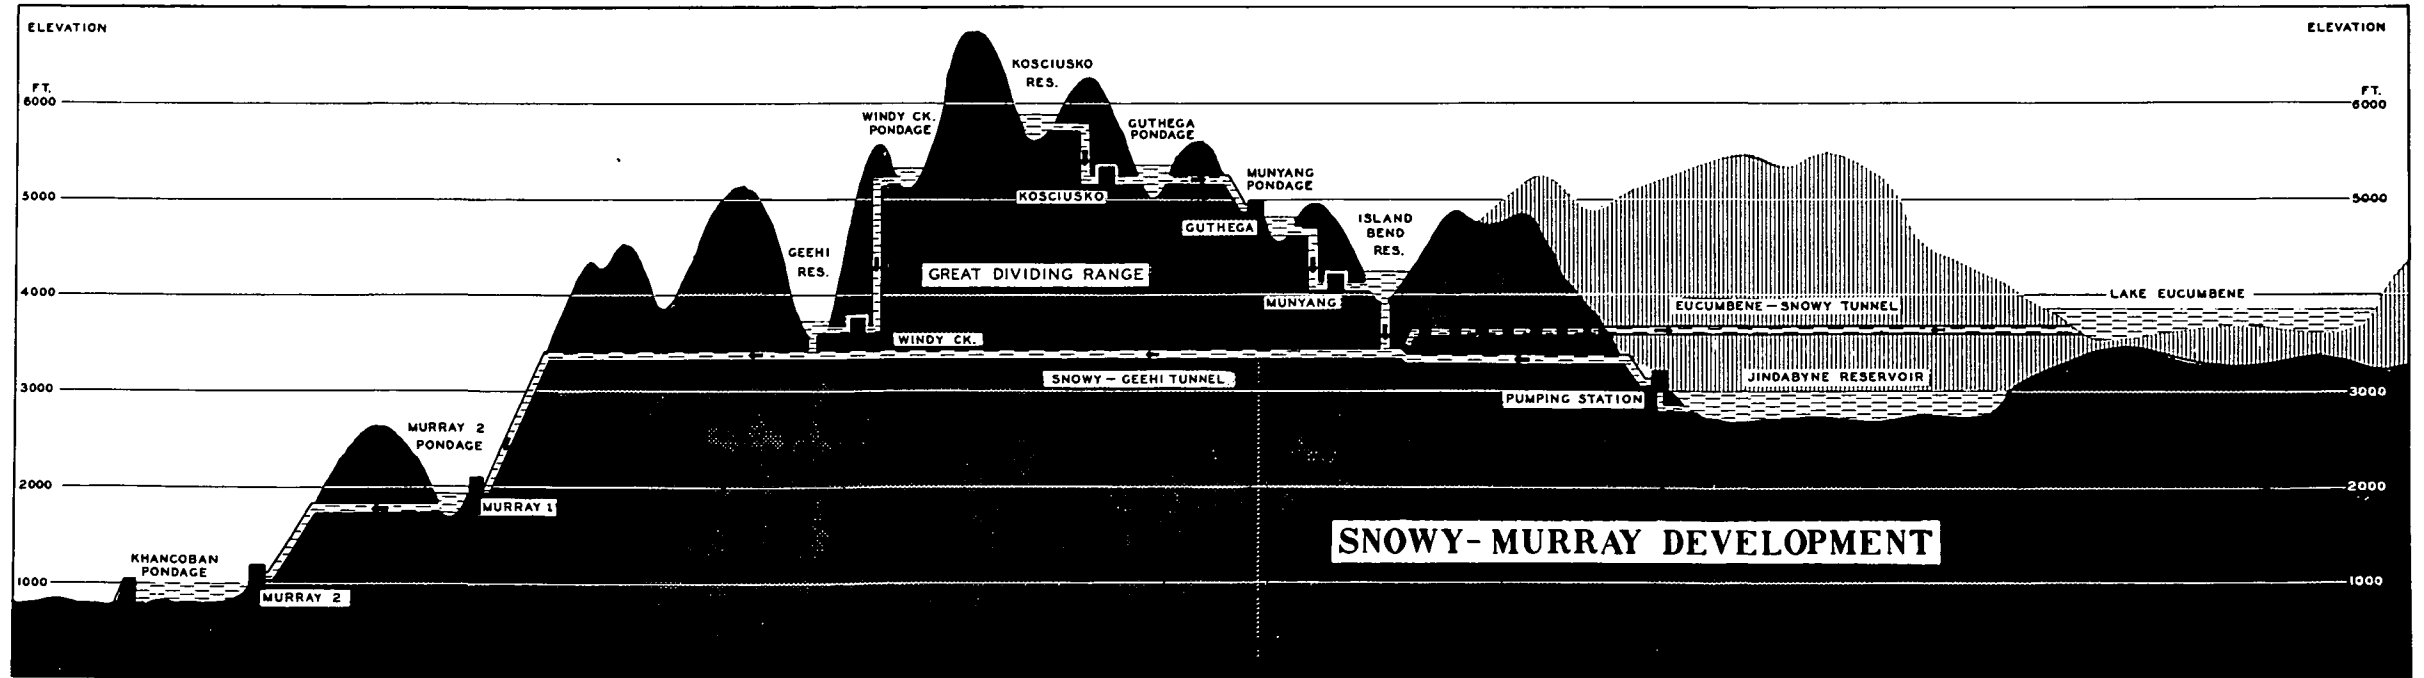 ELEVATION
ELEVATION
FT.
6000
FT.
6000
KOSCIUSKO
RES.
WINDY CK.
PONDAGE
GUTHEGA
PONDAGE
MUNYANG
PONDAGE
5000
KOSCIUSKO
5000
ISLAND
BEND
RES.
GUTHEGA
GEEHI
RES.
GREAT DIVIDING RANGE
4000
MUNYANG
EUCUMBENE-SNOWY TUNNEL
LAKE EUCUMBENE
4000
WINDY CK.
SNOWY-GEEHI TUNNEL
JINDABYNE RESERVOIR
3000
PUMPING STATION
3000
MURRAY 2
PONDAGE
2000
MURRAY 1
2000
SNOWY-MURRAY DEVELOPMENT
KHANCOBAN
PONDAGE
1000
MURRAY 2
1000